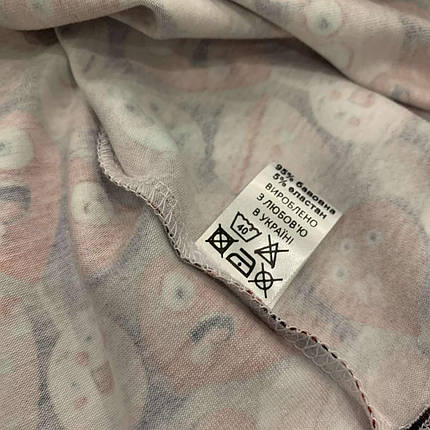 95% бавовна
5% еластан
ВИРОБЛЕНО
З ЛЮБОВ'Ю
В УКРАЇНІ
40